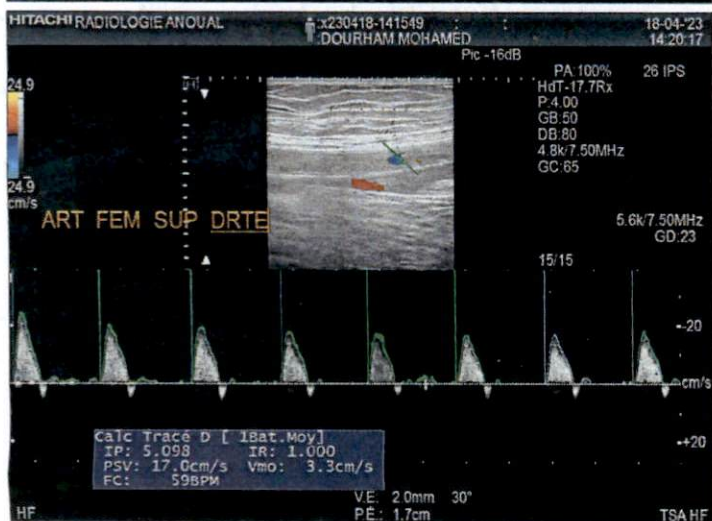 HITACHI RADIOLOGIE ANOUAL :x230418-141549 : : 18-04-'23
:DOURHAM MOHAMED 14:20:17
Pic -16dB
PA:100% 26 IPS
HdT-17.7Rx
P:4.00
GB:50
DB:80
4.8k/7.50MHz
GC:65
24.9
24.9
cm/s
ART FEM SUP DRTE
5.6k/7.50MHz
GD:23
15/15
-20
cm/s
+20
Calc Trace D [ 1Bat.Moy]
IP: 5.098 IR: 1.000
PSV: 17.0cm/s Vmo: 3.3cm/s
FC: 59BPM
V.E. 2.0mm 30°
P.E.: 1.7cm
HF TSA HF